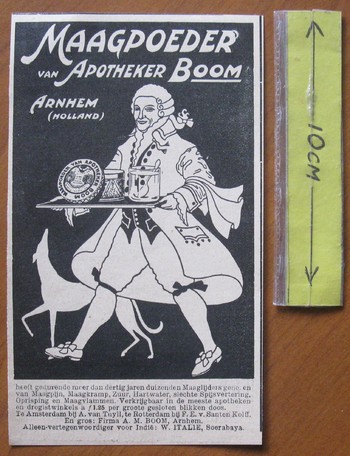 MAAGPOEDER
VAN APOTHEKER BOOM
ARNHEM
(HOLLAND)
10CM
heeft gedurende meer dan dertig jaren duizenden Maaglijders genezen
van Maagpijn, Maagkramp, Zuur, Hartwater, slechte Spijsvertering,
Oprisping en Maagvlammen. Verkrijgbaar in de meeste apotheken
en drogistwinkels à ƒ 1.25 per groote gesloten blikken doos.
Te Amsterdam bij A. van Toyll, te Rotterdam bij F. E. v. Santen Kolff.
En gros: Firma A. M. BOOM, Arnhem.
Alleen-vertegenwoordiger voor Indië: W. ITALIE, Soerabaya.